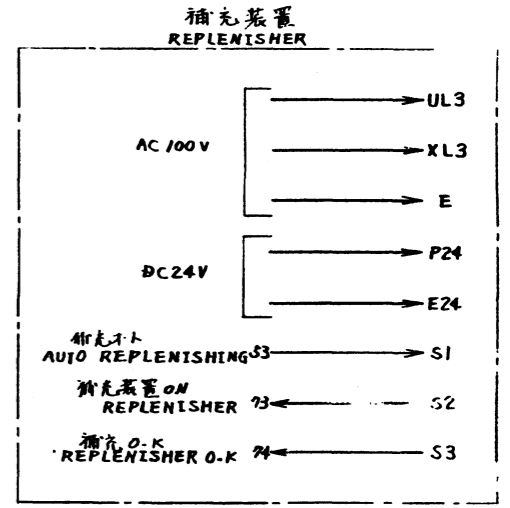 補充装置
REPLENISHER
AC 100V
UL3
XL3
E
DC24V
P24
E24
補充オート
AUTO REPLENISHING 53 S1
補充装置ON
REPLENISHER 73 S2
補充O-K
REPLENISHER O-K 74 S3